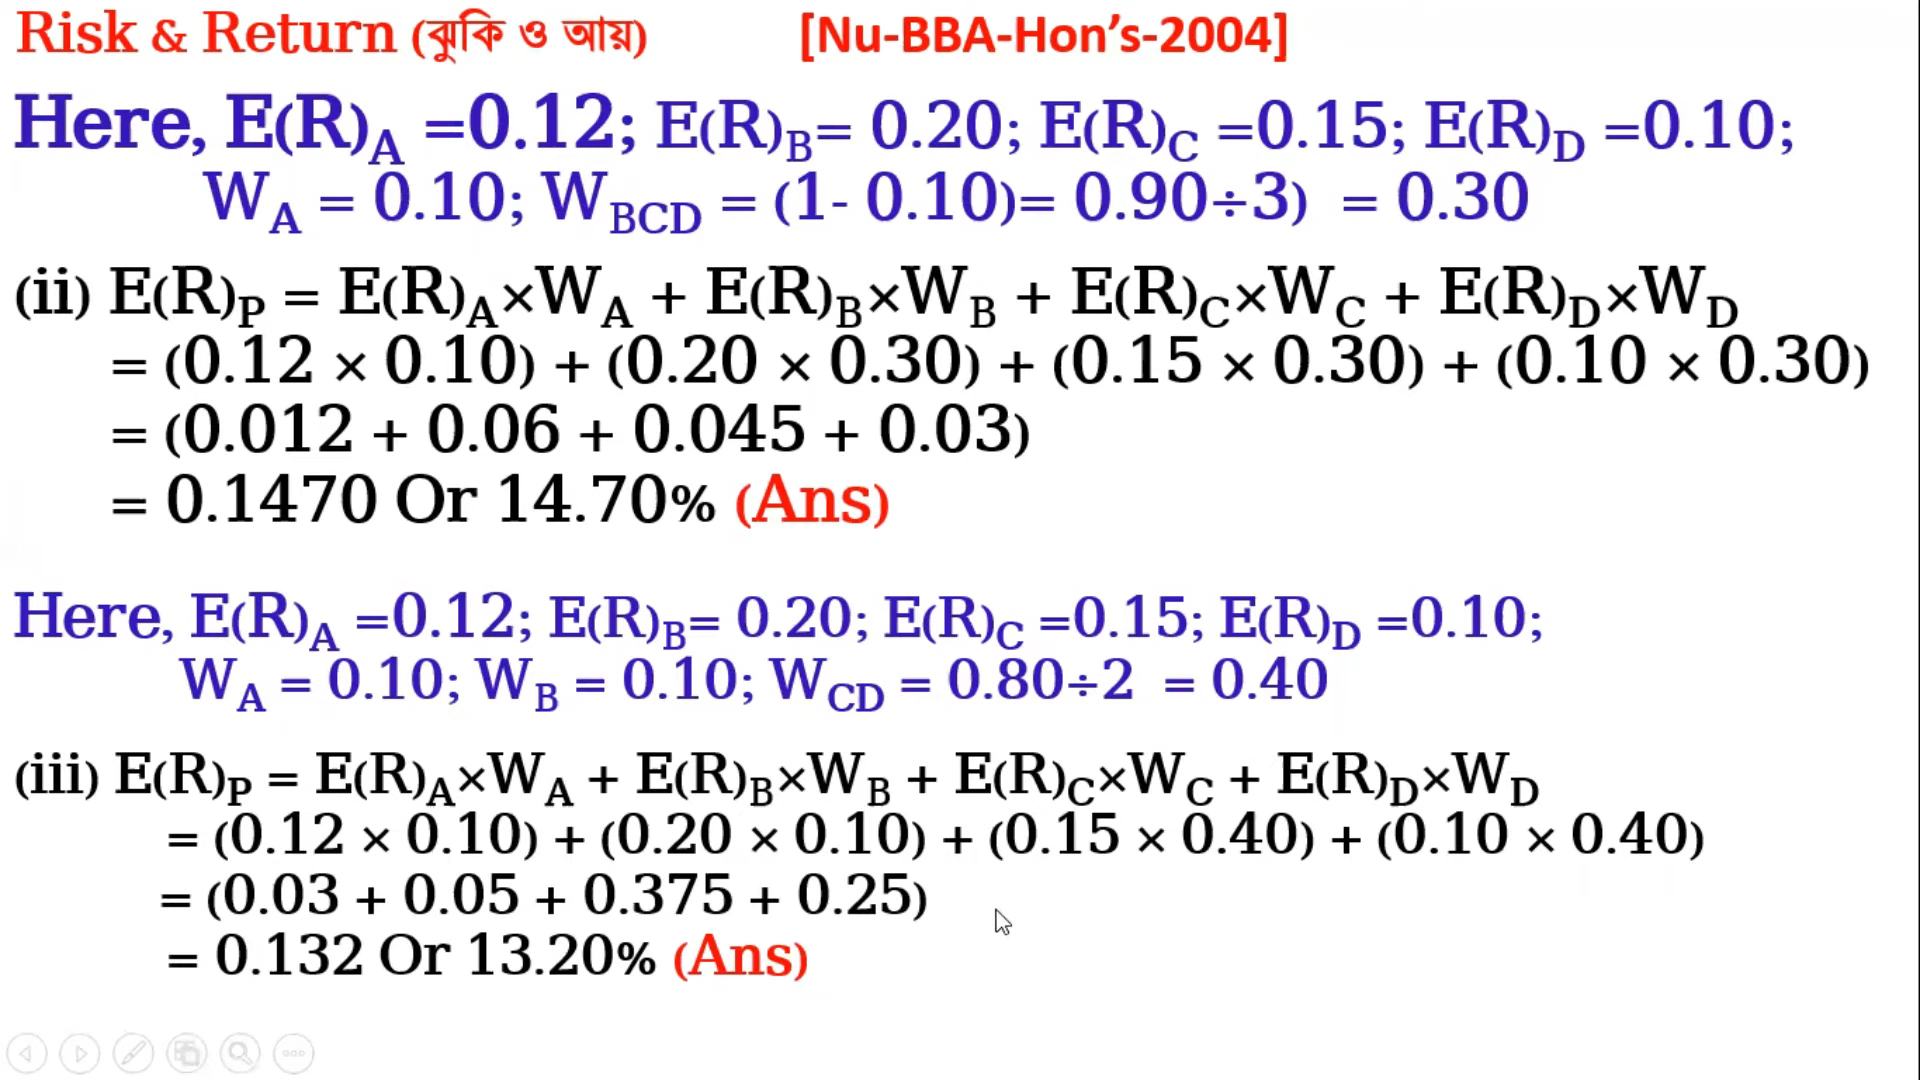 Risk & Return (ঝুকি ও আয়) [Nu-BBA-Hon’s-2004]
Here, E(R)A =0.12; E(R)B= 0.20; E(R)C =0.15; E(R)D =0.10;
WA = 0.10; WBCD = (1- 0.10)= 0.90÷3) = 0.30
(ii) E(R)P = E(R)A×WA + E(R)B×WB + E(R)C×WC + E(R)D×WD
= (0.12 × 0.10) + (0.20 × 0.30) + (0.15 × 0.30) + (0.10 × 0.30)
= (0.012 + 0.06 + 0.045 + 0.03)
= 0.1470 Or 14.70% (Ans)
Here, E(R)A =0.12; E(R)B= 0.20; E(R)C =0.15; E(R)D =0.10;
WA = 0.10; WB = 0.10; WCD = 0.80÷2 = 0.40
(iii) E(R)P = E(R)A×WA + E(R)B×WB + E(R)C×WC + E(R)D×WD
= (0.12 × 0.10) + (0.20 × 0.10) + (0.15 × 0.40) + (0.10 × 0.40)
= (0.03 + 0.05 + 0.375 + 0.25)
= 0.132 Or 13.20% (Ans)